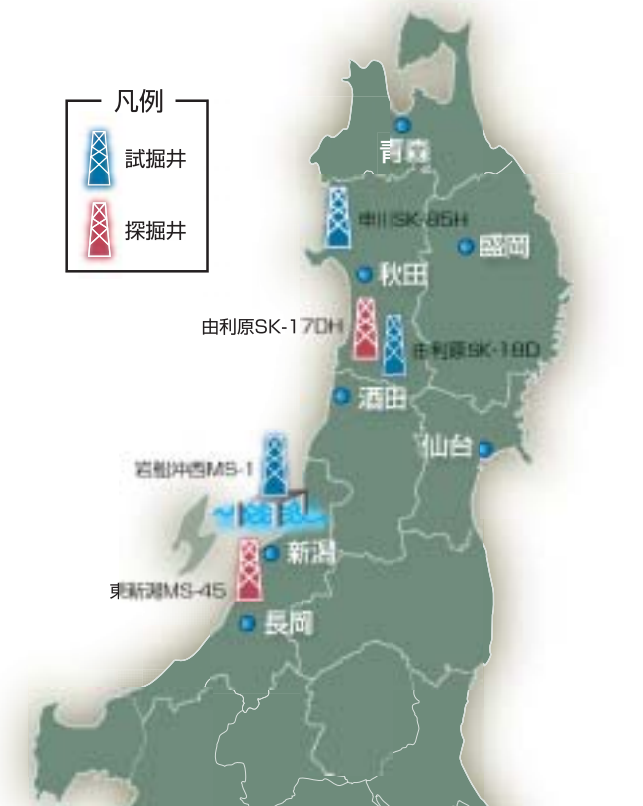 凡例
試掘井
探掘井
青森
申川SK-85H
盛岡
秋田
由利原SK-17DH
由利原SK-18D
酒田
仙台
岩船沖西MS-1
新潟
東新潟MS-45
長岡